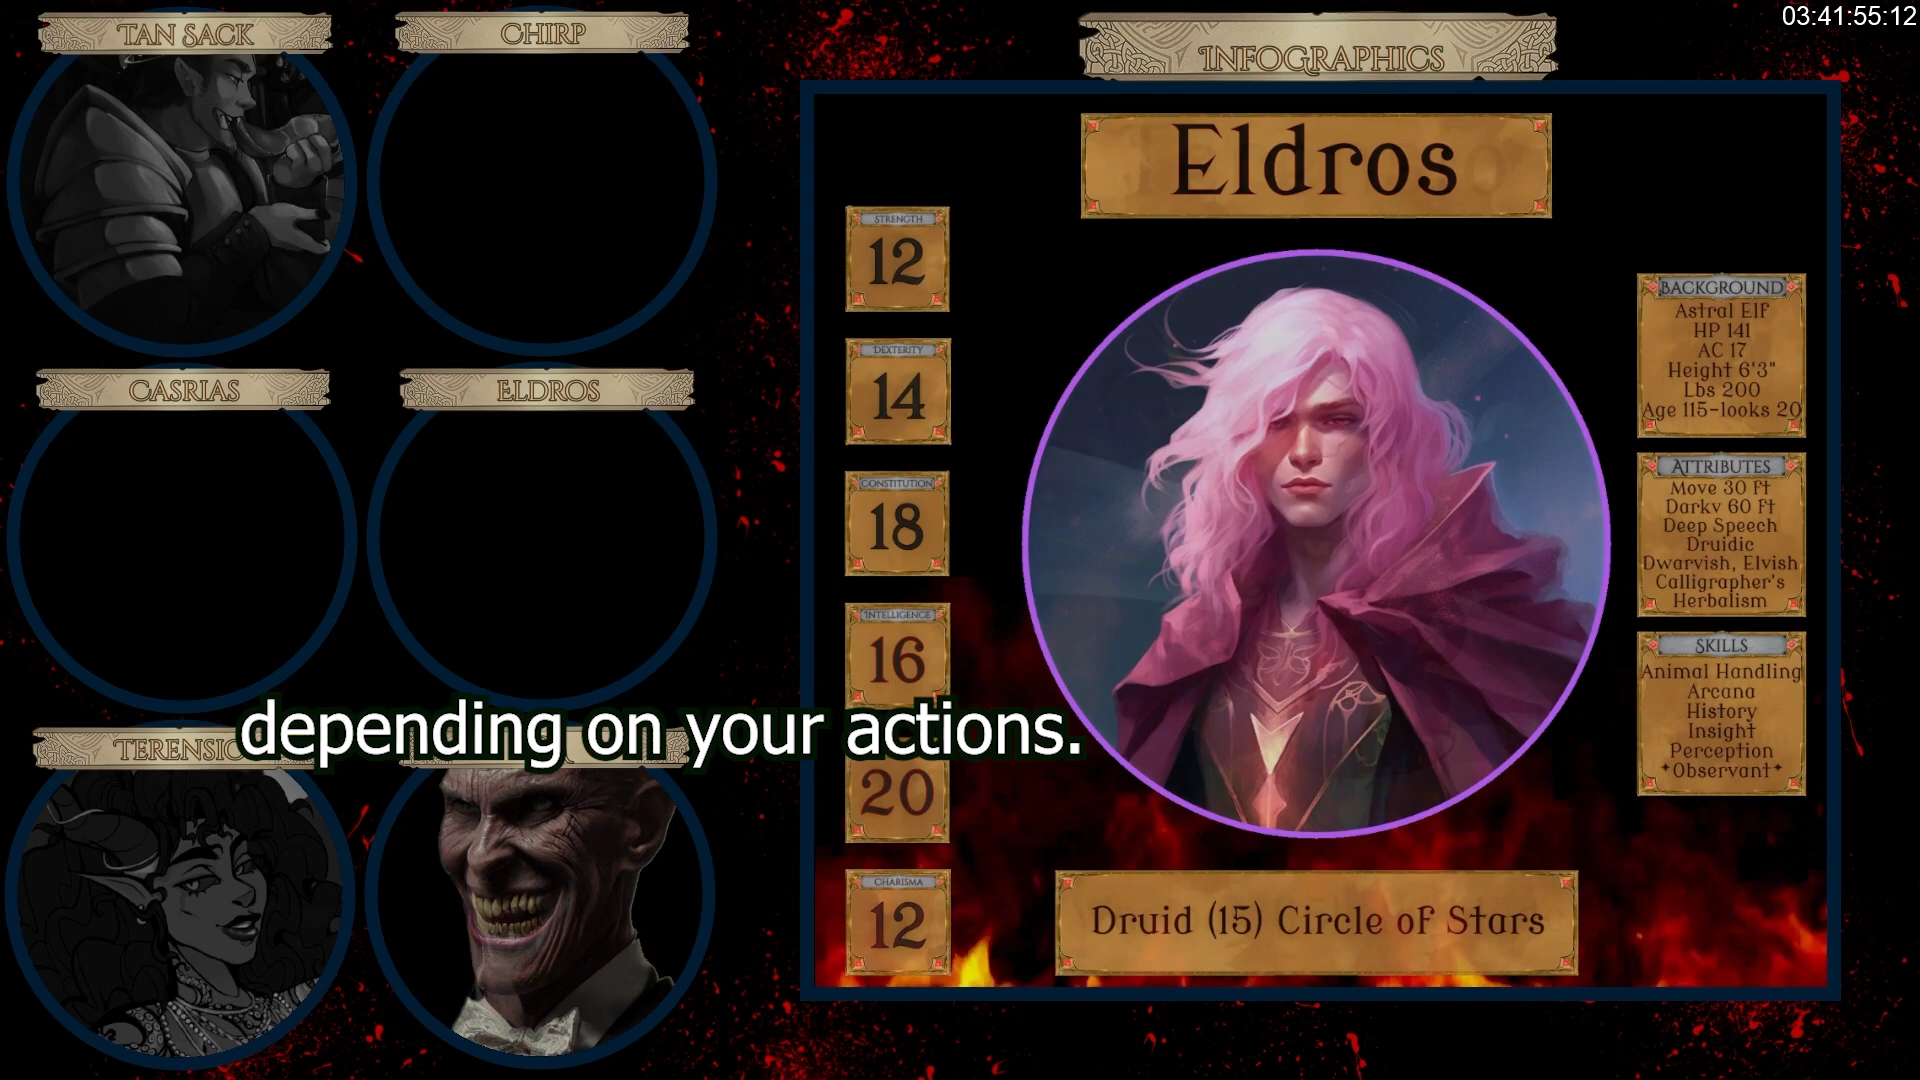 TAN SACK
CHIRP
INFOGRAPHICS
03:41:55:12
Eldros
STRENGTH
12
DEXTERITY
14
CONSTITUTION
18
INTELLIGENCE
16
20
CHARISMA
12
BACKGROUND
Astral Elf
HP 141
AC 17
Height 6'3"
Lbs 200
Age 115-looks 20
ATTRIBUTES
Move 30 ft
Darkv 60 ft
Deep Speech
Druidic
Dwarvish, Elvish
Calligrapher's
Herbalism
SKILLS
Animal Handling
Arcana
History
Insight
Perception
*Observant*
Druid (15) Circle of Stars
CASRIAS
ELDROS
depending on your actions.